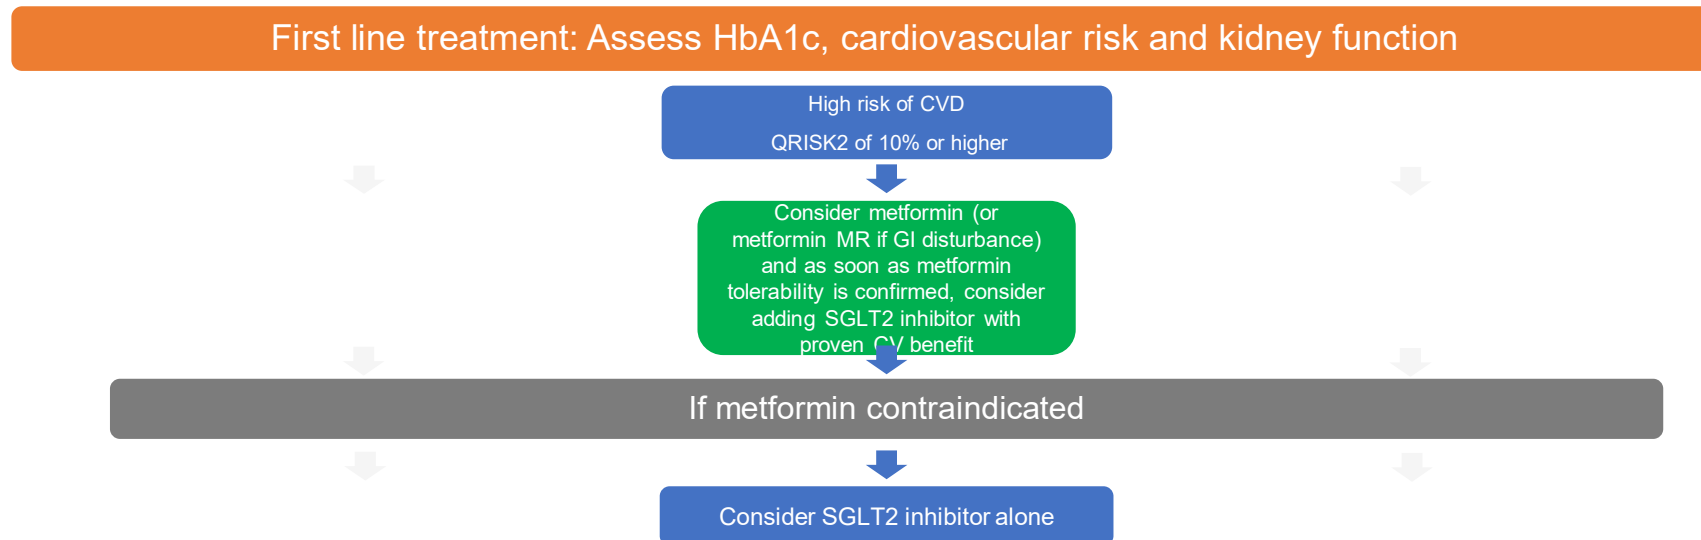 First line treatment: Assess HbA1c, cardiovascular risk and kidney function
High risk of CVD
QRISK2 of 10% or higher
Consider metformin (or
metformin MR if GI disturbance)
and as soon as metformin
tolerability is confirmed, consider
adding SGLT2 inhibitor with
proven CV benefit
If metformin contraindicated
Consider SGLT2 inhibitor alone